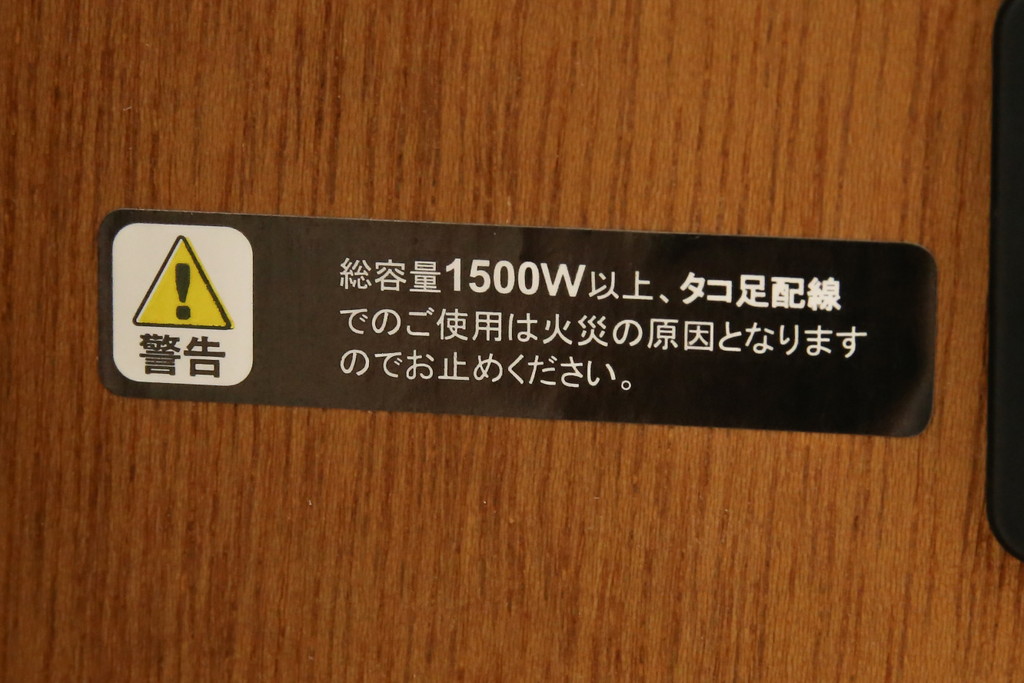 警告
総容量1500W以上、タコ足配線
でのご使用は火災の原因となります
のでお止めください。